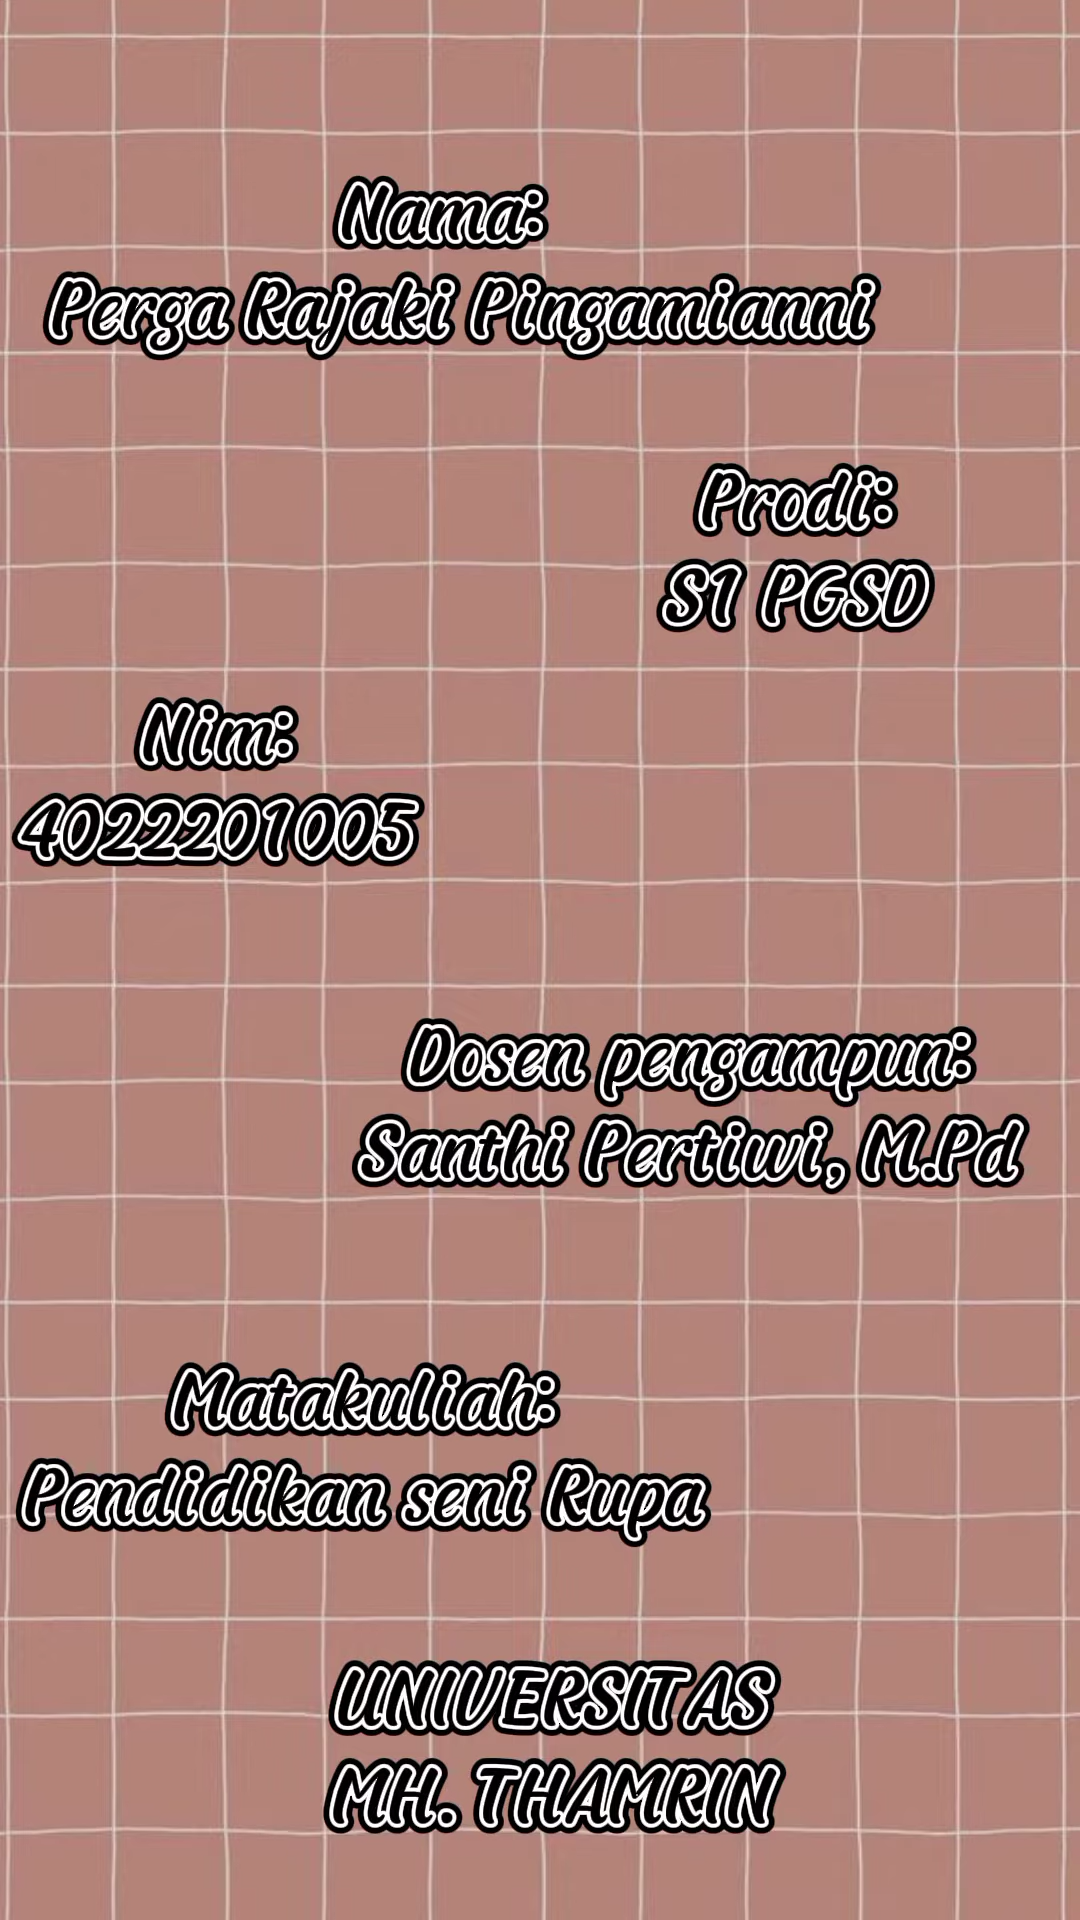 Nama:
Perga Rajaki Pingamianni
Prodi:
S1 PGSD
Nim:
4022201005
Dosen pengampun:
Santhi Pertiwi, M.Pd
Matakuliah:
Pendidikan seni Rupa
UNIVERSITAS
MH. THAMRIN